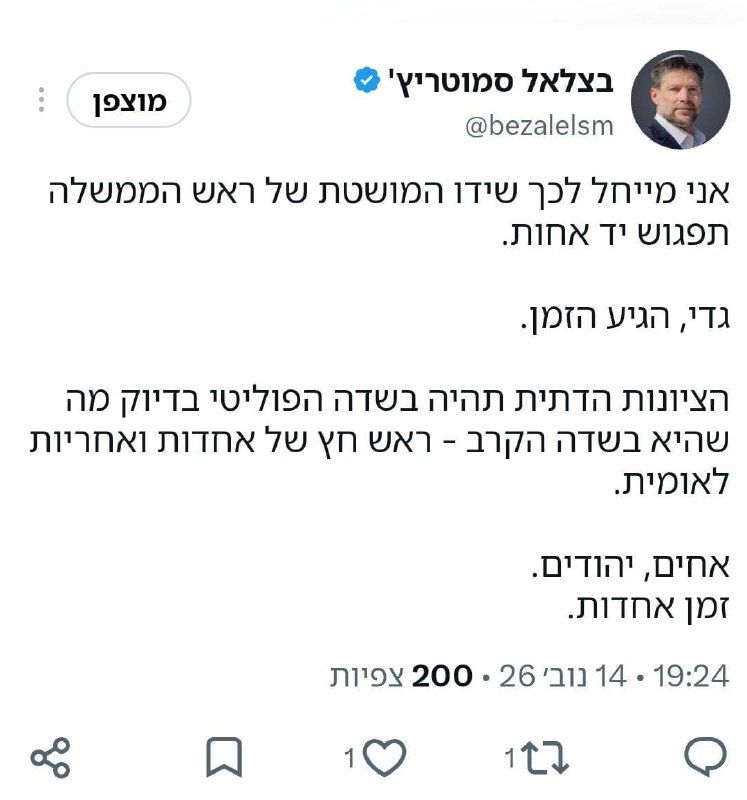 בצלאל סמוטריץ'
@bezalelsm
מוצפן
אני מייחל לכך שידו המושטת של ראש הממשלה
תפגוש יד אחות.
גדי, הגיע הזמן.
הציונות הדתית תהיה בשדה הפוליטי בדיוק מה
שהיא בשדה הקרב - ראש חץ של אחדות ואחריות
לאומית.
אחים, יהודים.
זמן אחדות.
19:24 • 14 נוב׳ 26 • 200 צפיות
1 1